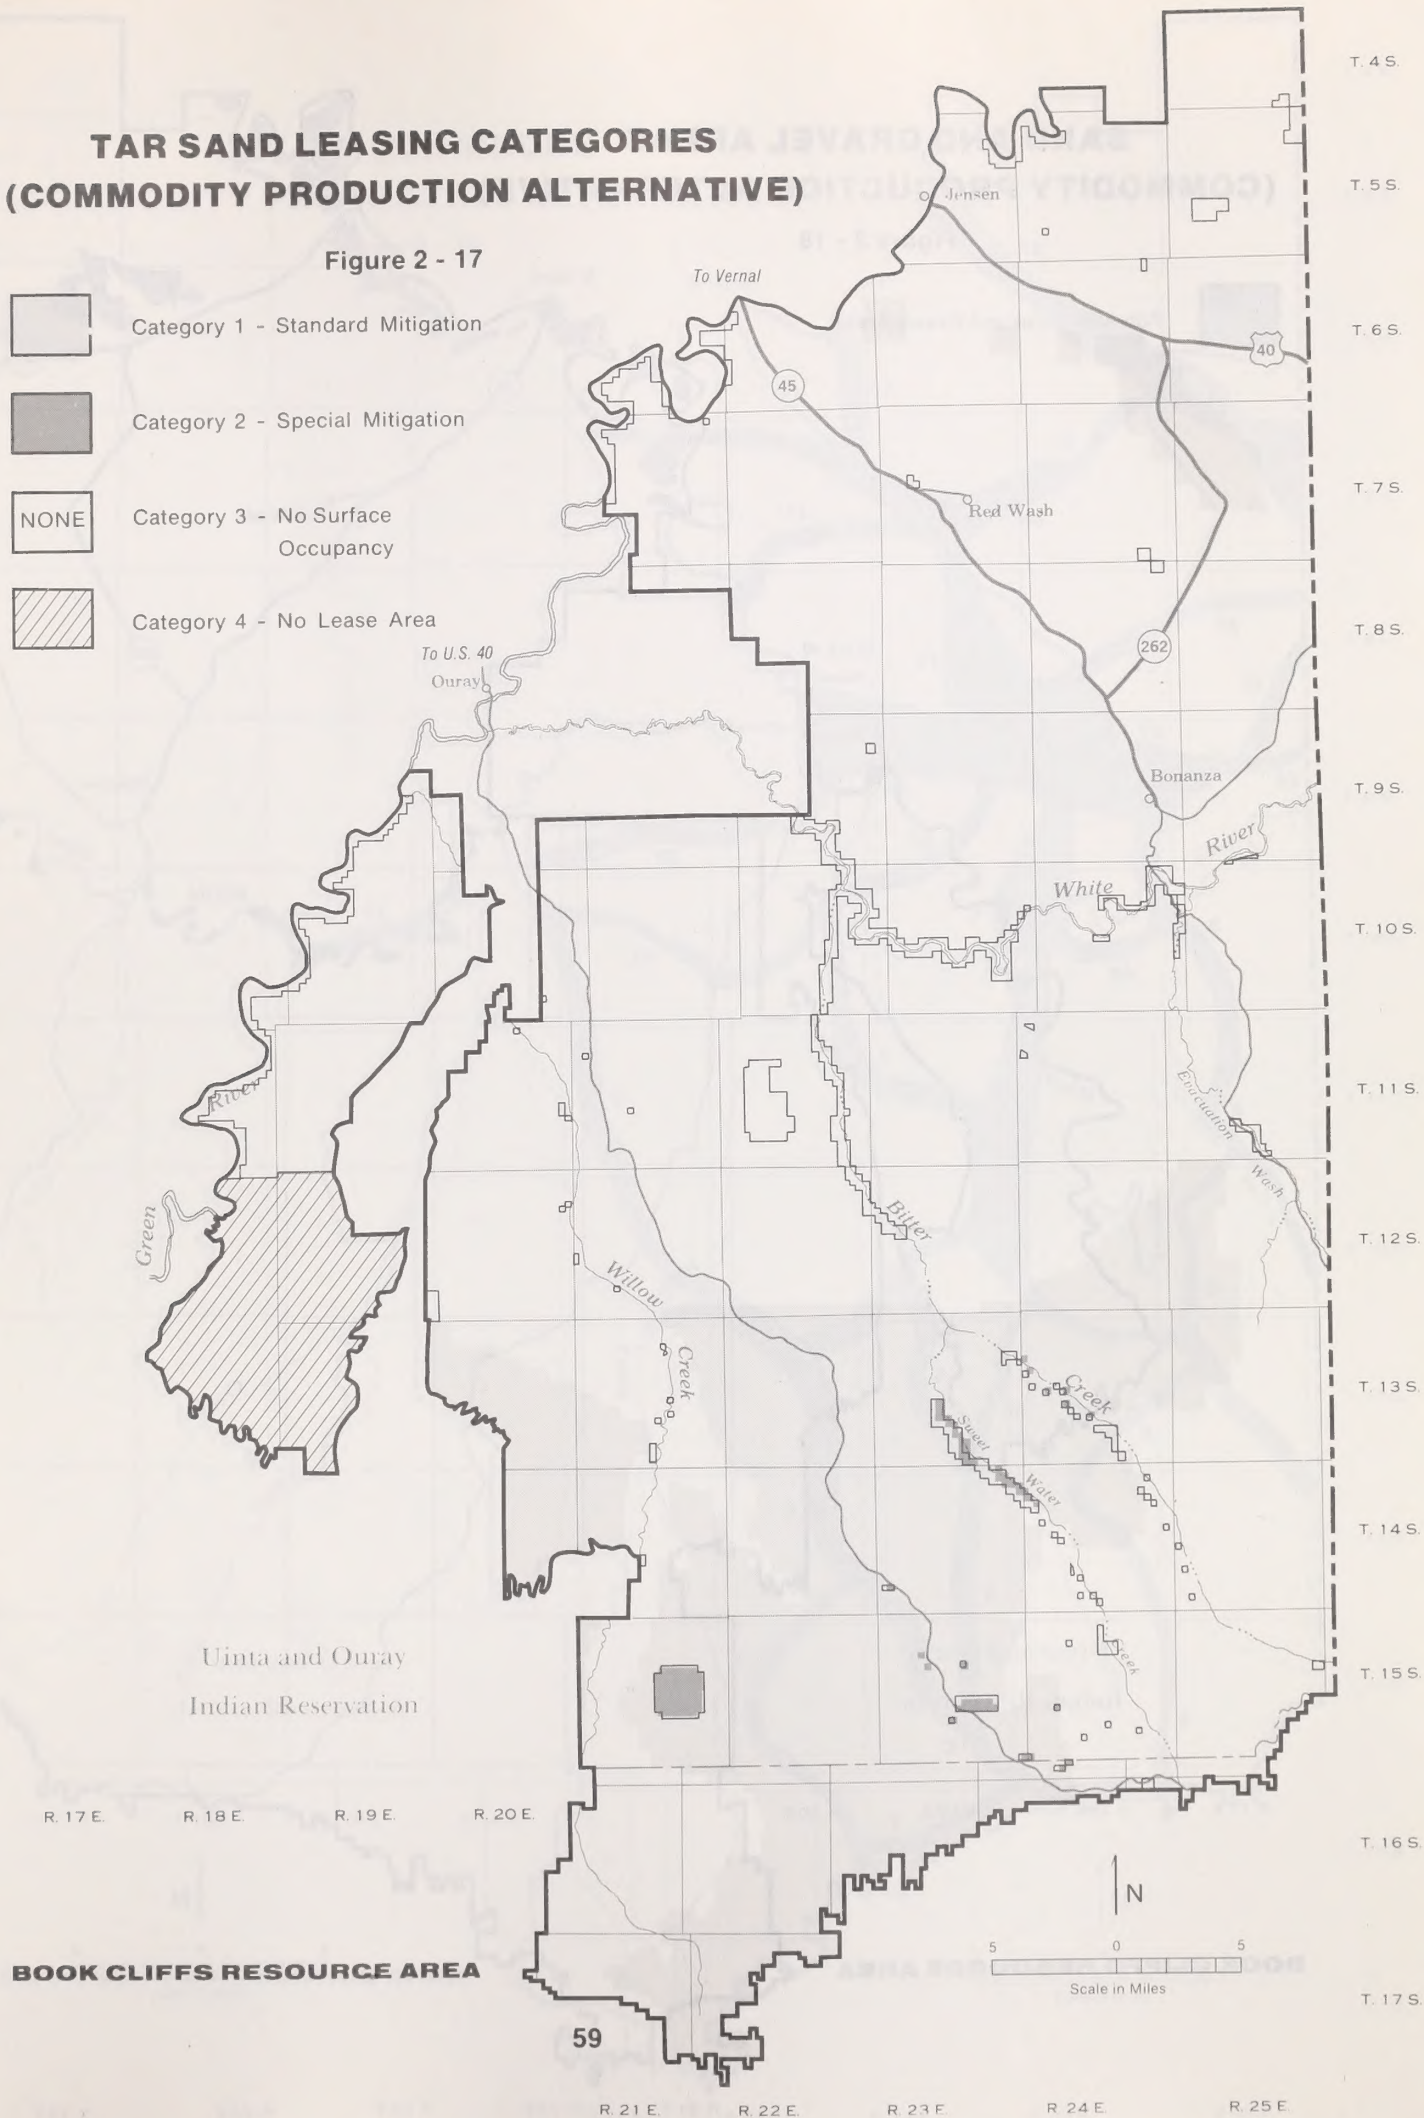 TAR SAND LEASING CATEGORIES
(COMMODITY PRODUCTION ALTERNATIVE)
Figure 2 - 17
Category 1 - Standard Mitigation
Category 2 - Special Mitigation
NONE
Category 3 - No Surface
Occupancy
Category 4 - No Lease Area
T. 4 S.
T. 5 S.
T. 6 S.
T. 7 S.
T. 8 S.
T. 9 S.
T. 10 S.
T. 11 S.
T. 12 S.
T. 13 S.
T. 14 S.
T. 15 S.
T. 16 S.
T. 17 S.
Jensen
To Vernal
40
45
Red Wash
262
To U.S. 40
Ouray
Bonanza
River
White
River
Evacuation
Wash
Green
Bitter
Willow
Creek
Creek
Sweet
Water
Creek
Uinta and Ouray
Indian Reservation
R. 17 E.
R. 18 E.
R. 19 E.
R. 20 E.
N
5 0 5
Scale in Miles
BOOK CLIFFS RESOURCE AREA
59
R. 21 E.
R. 22 E.
R. 23 E.
R. 24 E.
R. 25 E.